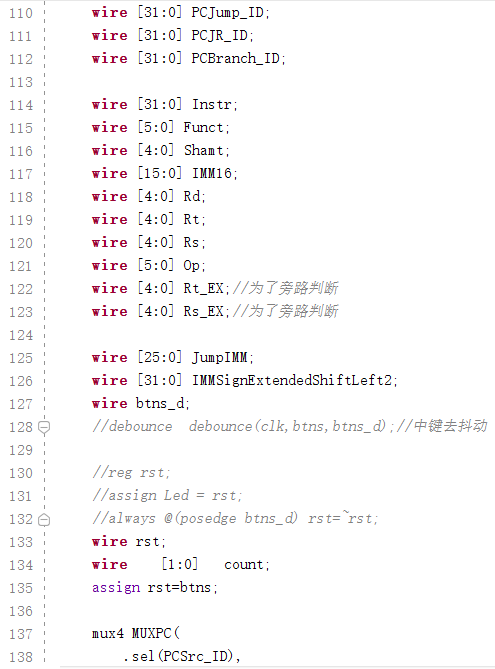 110 wire [31:0] PCJump_ID;
111 wire [31:0] PCJR_ID;
112 wire [31:0] PCBranch_ID;
113
114 wire [31:0] Instr;
115 wire [5:0] Funct;
116 wire [4:0] Shamt;
117 wire [15:0] IMM16;
118 wire [4:0] Rd;
119 wire [4:0] Rt;
120 wire [4:0] Rs;
121 wire [5:0] Op;
122 wire [4:0] Rt_EX;//为了旁路判断
123 wire [4:0] Rs_EX;//为了旁路判断
124
125 wire [25:0] JumpIMM;
126 wire [31:0] IMMSignExtendedShiftLeft2;
127 wire btns_d;
128 //debounce  debounce(clk,btns,btns_d);//中键去抖动
129
130 //reg rst;
131 //assign Led = rst;
132 //always @(posedge btns_d) rst=~rst;
133 wire rst;
134 wire    [1:0]   count;
135 assign rst=btns;
136
137 mux4 MUXPC(
138     .sel(PCSrc_ID),